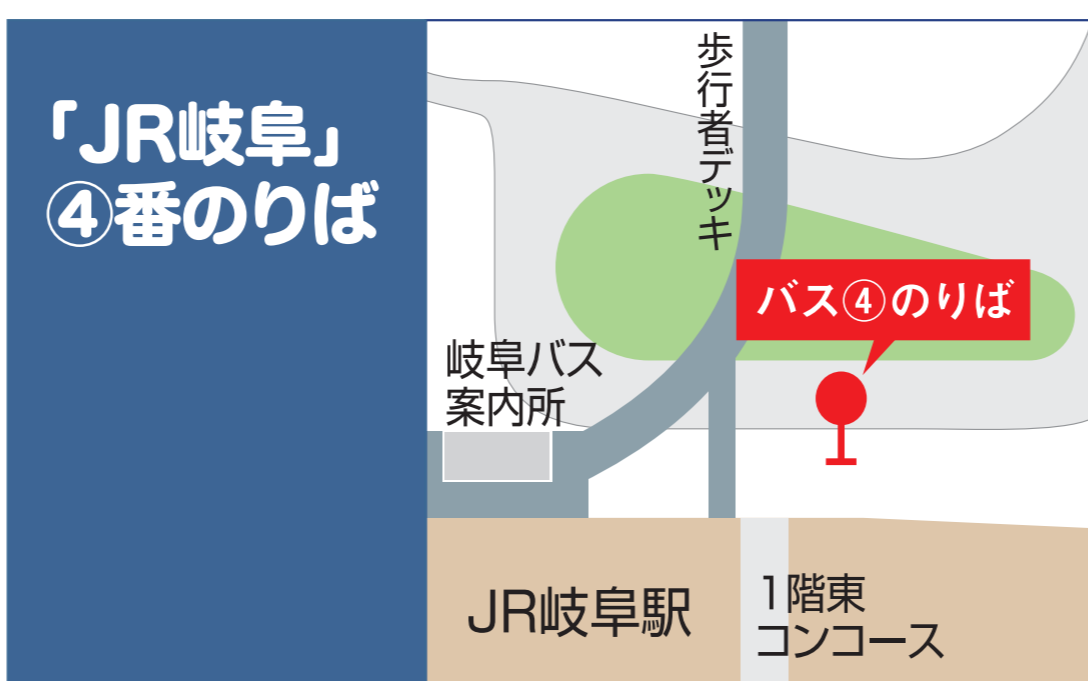 「JR岐阜」
④番のりば
歩行者デッキ
バス④のりば
岐阜バス
案内所
JR岐阜駅
1階東
コンコース